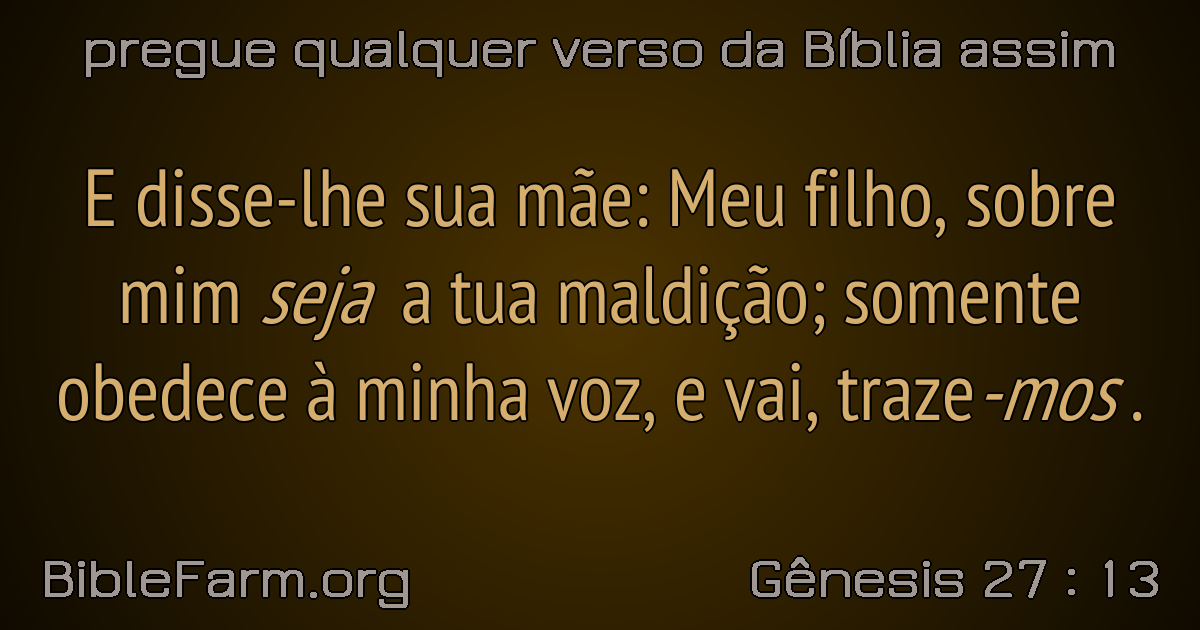 pregue qualquer verso da Bíblia assim
E disse-lhe sua mãe: Meu filho, sobre
mim seja a tua maldição; somente
obedece à minha voz, e vai, traze-mos.
BibleFarm.org
Gênesis 27 : 13